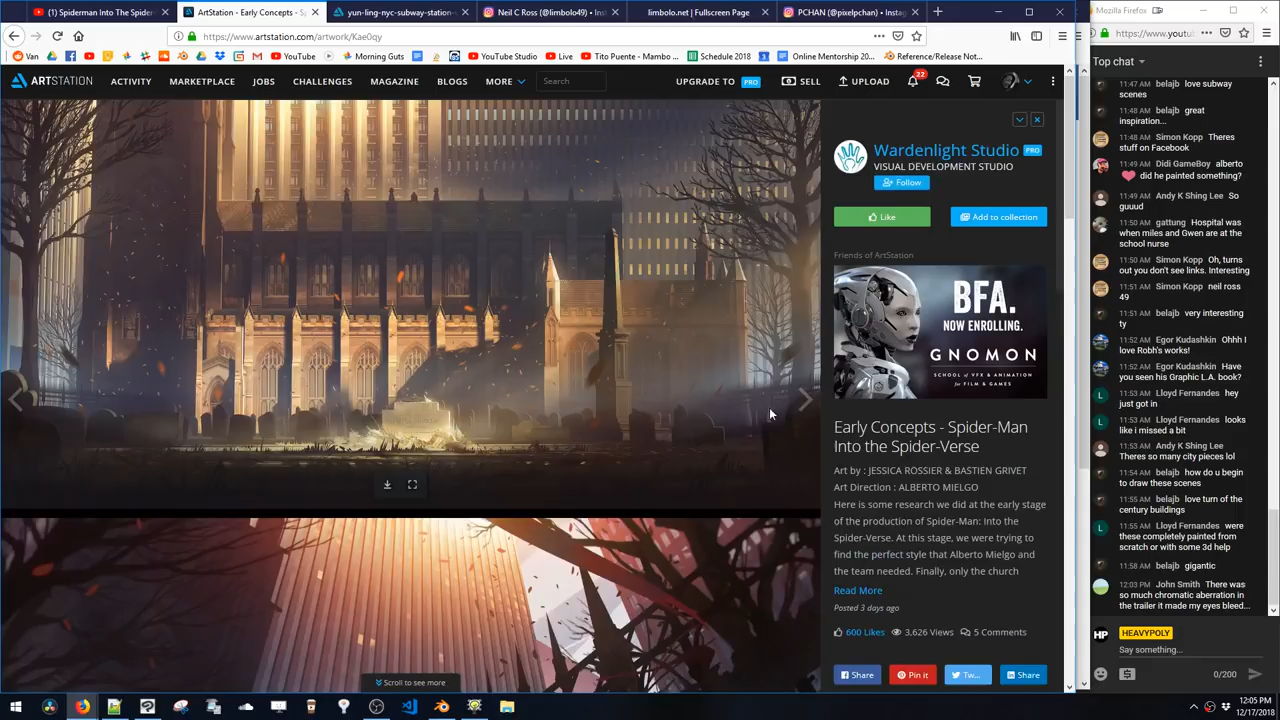 (1) Spiderman Into The Spider-
ArtStation - Early Concepts - Sp
yun-ling-nyc-subway-station-
Neil C Ross (@limbolo49) • Inst
limbolo.net | Fullscreen Page
PCHAN (@pixelpchan) • Instag
Mozilla Firefox
https://www.artstation.com/artwork/Kae0qy
https://www.youtu
Van
YouTube
Morning Guts
YouTube Studio
Live
Tito Puente - Mambo ...
Schedule 2018
Online Mentorship 20...
Reference/Release Not...
ARTSTATION
ACTIVITY
MARKETPLACE
JOBS
CHALLENGES
MAGAZINE
BLOGS
MORE
Search
UPGRADE TO PRO
SELL
UPLOAD
22
Wardenlight Studio PRO
VISUAL DEVELOPMENT STUDIO
Follow
Like
Add to collection
Friends of ArtStation
BFA.
NOW ENROLLING.
GNOMON
SCHOOL of VFX & ANIMATION
for FILM & GAMES
Early Concepts - Spider-Man
Into the Spider-Verse
Art by : JESSICA ROSSIER & BASTIEN GRIVET
Art Direction : ALBERTO MIELGO
Here is some research we did at the early stage
of the production of Spider-Man: Into the
Spider-Verse. At this stage, we were trying to
find the perfect style that Alberto Mielgo and
the team needed. Finally, only the church
Read More
Posted 3 days ago
600 Likes
3,626 Views
5 Comments
Share
Pin it
Tw...
Share
Scroll to see more
Top chat
11:47 AM belajb love subway
scenes
11:48 AM belajb great
inspiration...
11:48 AM Simon Kopp Theres
stuff on Facebook
11:49 AM Didi GameBoy alberto
❤ did he painted something?
11:49 AM Andy K Shing Lee So
guuud
11:50 AM gattung Hospital was
when miles and Gwen are at the
school nurse
11:50 AM Simon Kopp Oh, turns
out you don't see links. Interesting
11:51 AM Simon Kopp neil ross
49
11:51 AM belajb very interesting
ty
11:52 AM Egor Kudashkin Ohhh I
love Robh's works!
11:52 AM Egor Kudashkin Have
you seen his Graphic L.A. book?
11:53 AM Lloyd Fernandes hey
just got in
11:53 AM Lloyd Fernandes looks
like i missed a bit
11:53 AM Andy K Shing Lee
Theres so many city pieces lol
11:54 AM belajb how do u begin
to draw these scenes
11:55 AM belajb love turn of the
century buildings
11:55 AM Lloyd Fernandes were
these completely painted from
scratch or with some 3d help
11:58 AM belajb gigantic
12:03 PM John Smith There was
so much chromatic aberration in
the trailer it made my eyes bleed...
HP HEAVYPOLY
Say something...
0/200
12:05 PM
12/17/2018